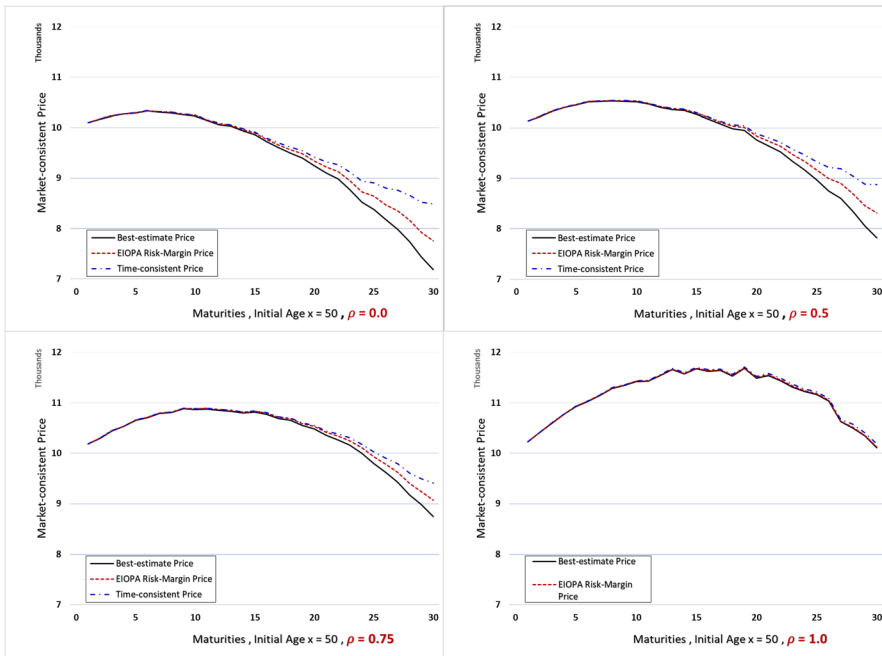 12
Thousands
11
10
9
8
7
Market-consistent Price
Best-estimate Price
EIOPA Risk-Margin Price
Time-consistent Price
0 5 10 15 20 25 30
Maturities , Initial Age x = 50 , ρ = 0.0
12
Thousands
11
10
9
8
7
Market-consistent Price
Best-estimate Price
EIOPA Risk-Margin Price
Time-consistent Price
0 5 10 15 20 25 30
Maturities , Initial Age x = 50 , ρ = 0.5
12
Thousands
11
10
9
8
7
Market-consistent Price
Best-estimate Price
EIOPA Risk-Margin Price
Time-consistent Price
0 5 10 15 20 25 30
Maturities , Initial Age x = 50 , ρ = 0.75
12
Thousands
11
10
9
8
7
Market-consistent Price
Best-estimate Price
EIOPA Risk-Margin
Price
0 5 10 15 20 25 30
Maturities , Initial Age x = 50 , ρ = 1.0